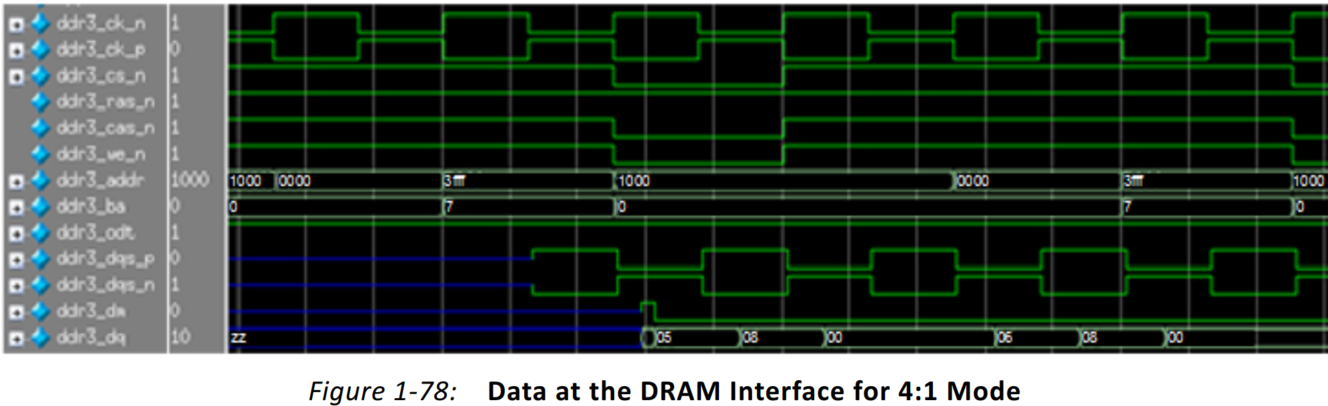 ddr3_ck_n 1
ddr3_ck_p 0
ddr3_cs_n 1
ddr3_ras_n 1
ddr3_cas_n 1
ddr3_we_n 1
ddr3_addr 1000 1000 0000 3fff 1000 0000 3fff 1000
ddr3_ba 0 0 7 0 7 0
ddr3_odt 1
ddr3_dqs_p 0
ddr3_dqs_n 1
ddr3_dm 0
ddr3_dq 10 zz 05 08 00 06 08 00
Figure 1-78: Data at the DRAM Interface for 4:1 Mode